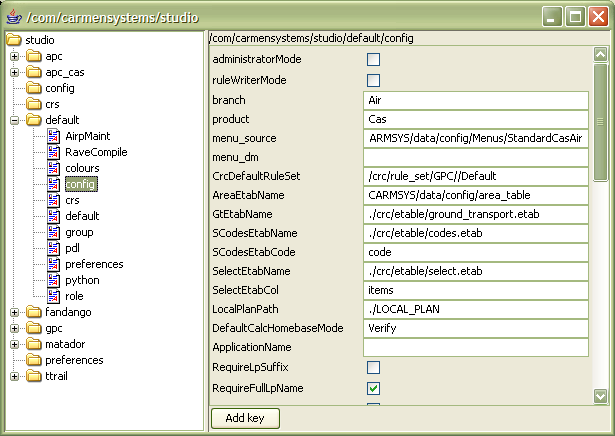 /com/carmensystems/studio
studio
apc
apc_cas
config
crs
default
AirpMaint
RaveCompile
colours
config
crs
default
group
pdl
preferences
python
role
fandango
gpc
matador
preferences
ttrail
/com/carmensystems/studio/default/config
administratorMode
ruleWriterMode
branch Air
product Cas
menu_source ARMSYS/data/config/Menus/StandardCasAir
menu_dm
CrcDefaultRuleSet /crc/rule_set/GPC//Default
AreaEtabName CARMSYS/data/config/area_table
GtEtabName ./crc/etable/ground_transport.etab
SCodesEtabName ./crc/etable/codes.etab
SCodesEtabCode code
SelectEtabName ./crc/etable/select.etab
SelectEtabCol items
LocalPlanPath ./LOCAL_PLAN
DefaultCalcHomebaseMode Verify
ApplicationName
RequireLpSuffix
RequireFullLpName
Add key